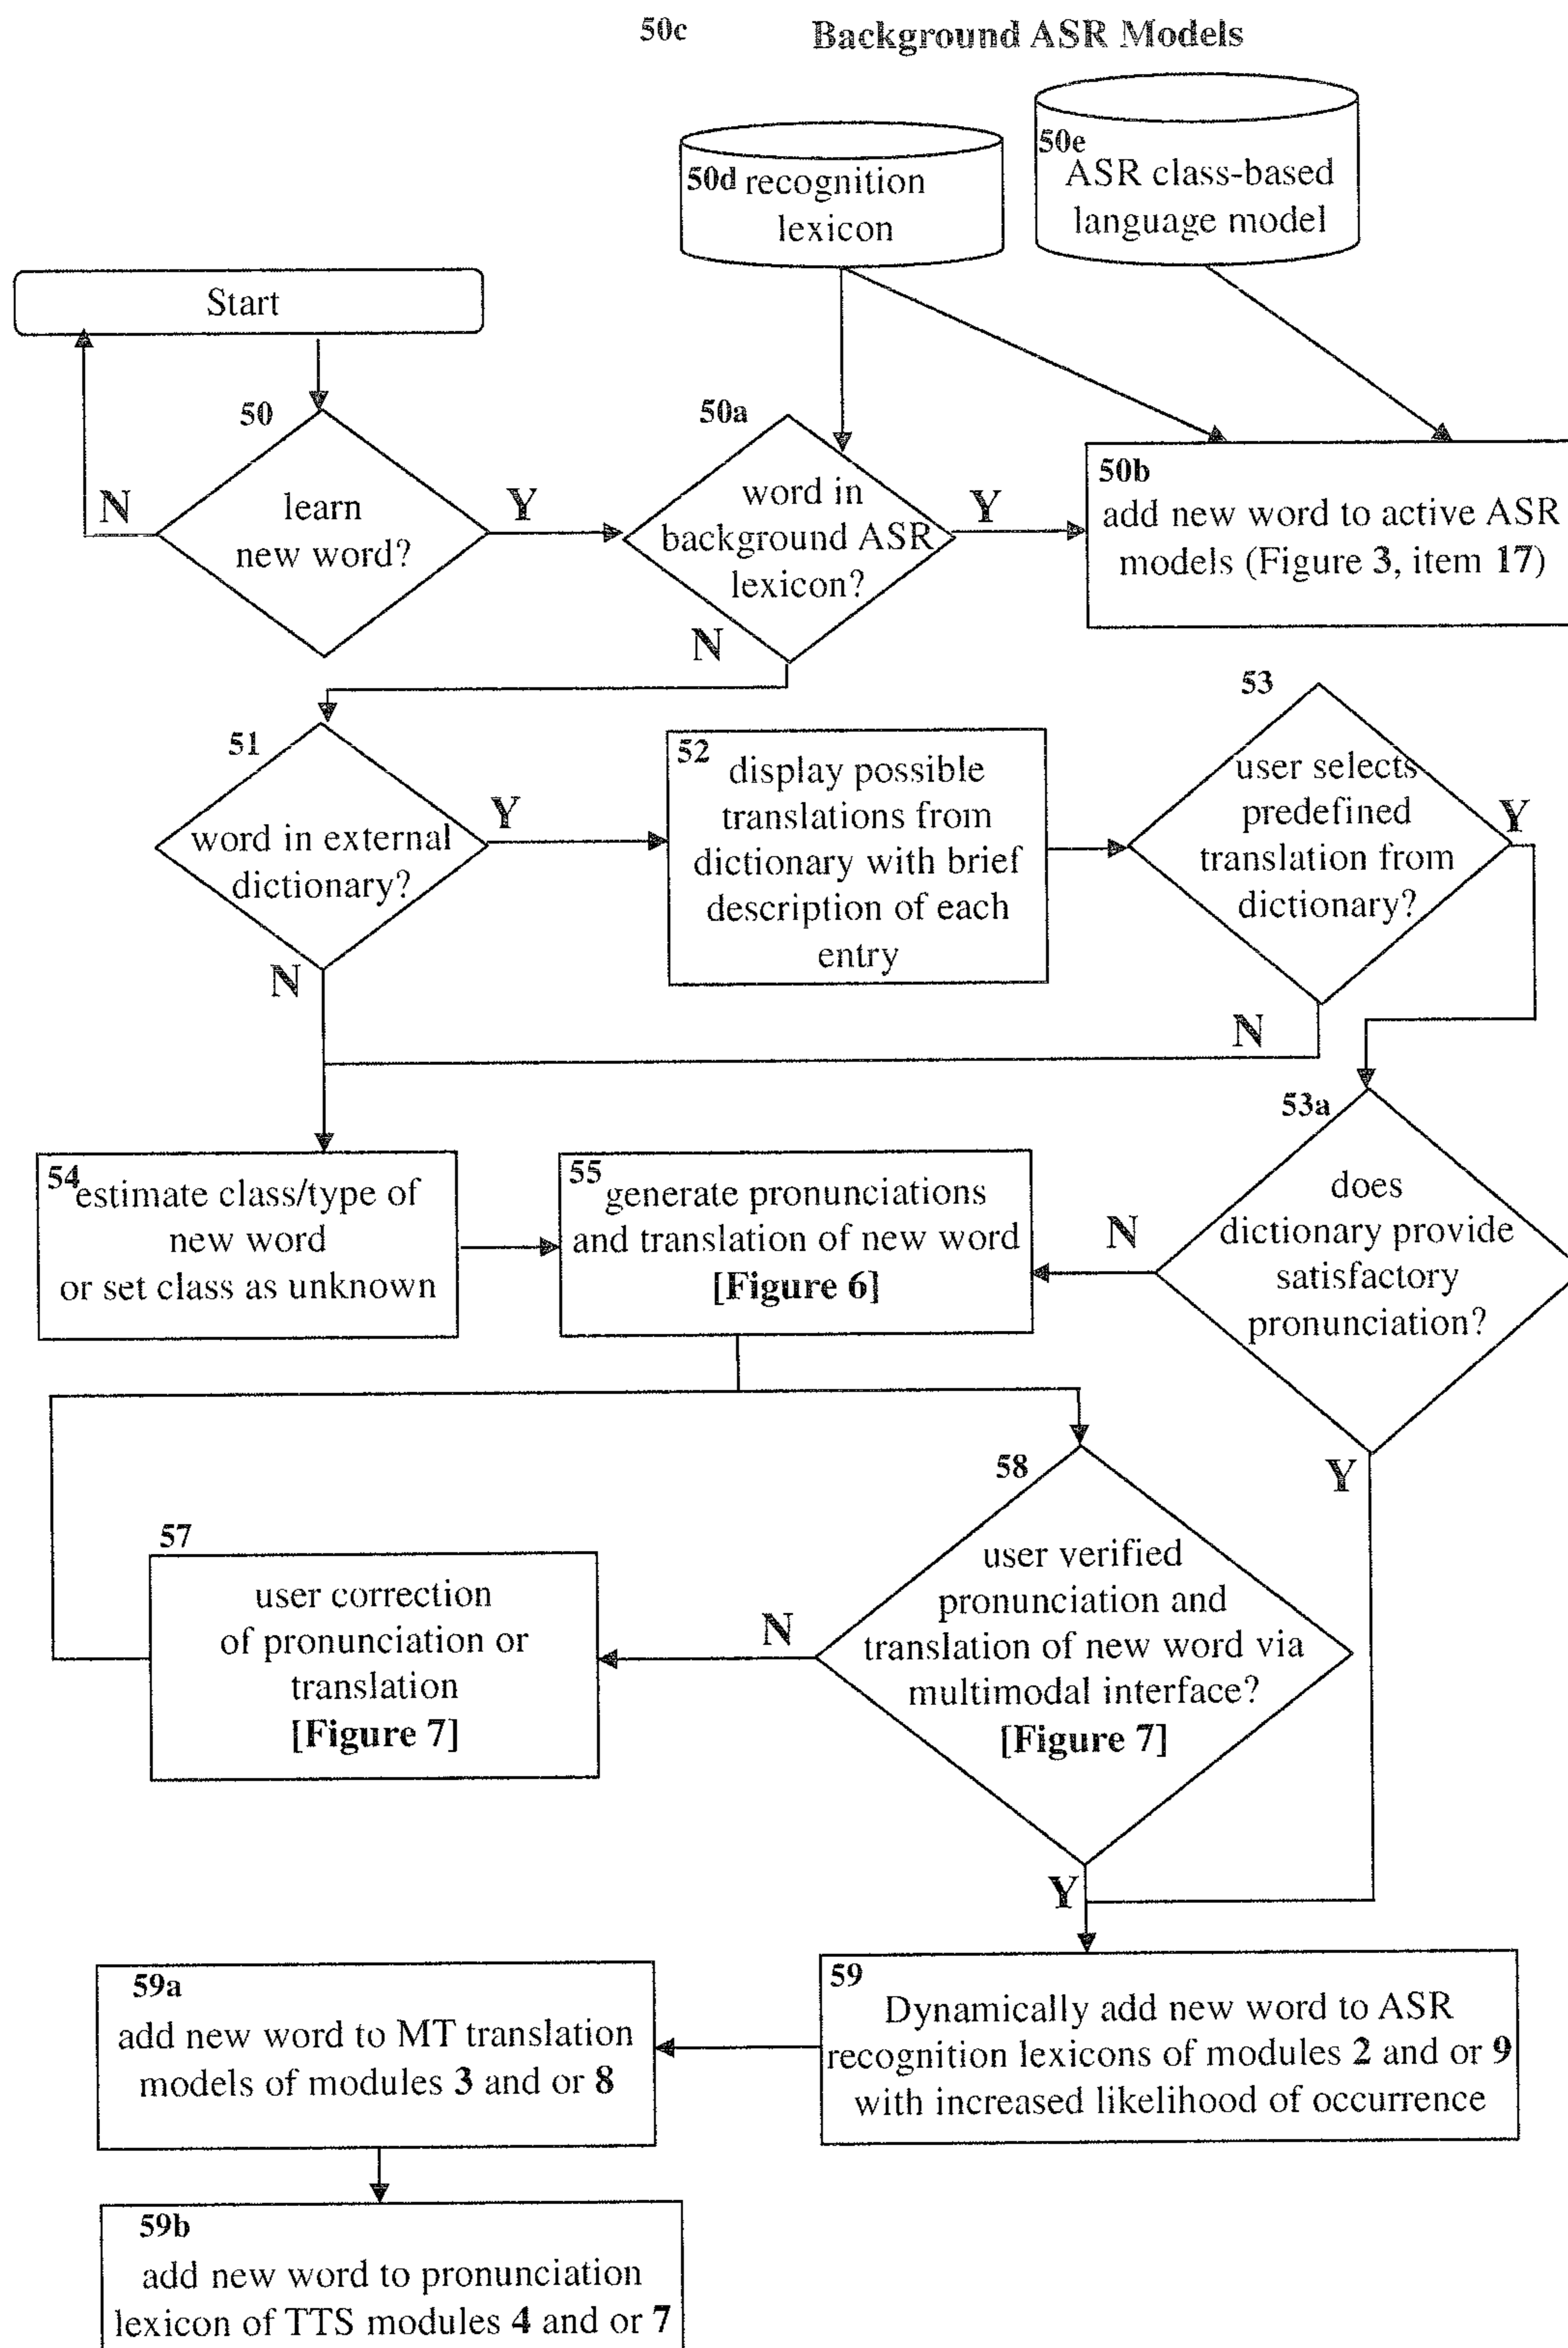 50c
Background ASR Models
50d recognition
lexicon
50e
ASR class-based
language model
Start
50
learn
new word?
N
Y
50a
word in
background ASR
lexicon?
Y
N
50b
add new word to active ASR
models (Figure 3, item 17)
51
word in external
dictionary?
Y
N
52
display possible
translations from
dictionary with brief
description of each
entry
53
user selects
predefined
translation from
dictionary?
Y
N
53a
does
dictionary provide
satisfactory
pronunciation?
N
Y
54
estimate class/type of
new word
or set class as unknown
55
generate pronunciations
and translation of new word
[Figure 6]
58
user verified
pronunciation and
translation of new word via
multimodal interface?
[Figure 7]
N
Y
57
user correction
of pronunciation or
translation
[Figure 7]
59
Dynamically add new word to ASR
recognition lexicons of modules 2 and or 9
with increased likelihood of occurrence
59a
add new word to MT translation
models of modules 3 and or 8
59b
add new word to pronunciation
lexicon of TTS modules 4 and or 7